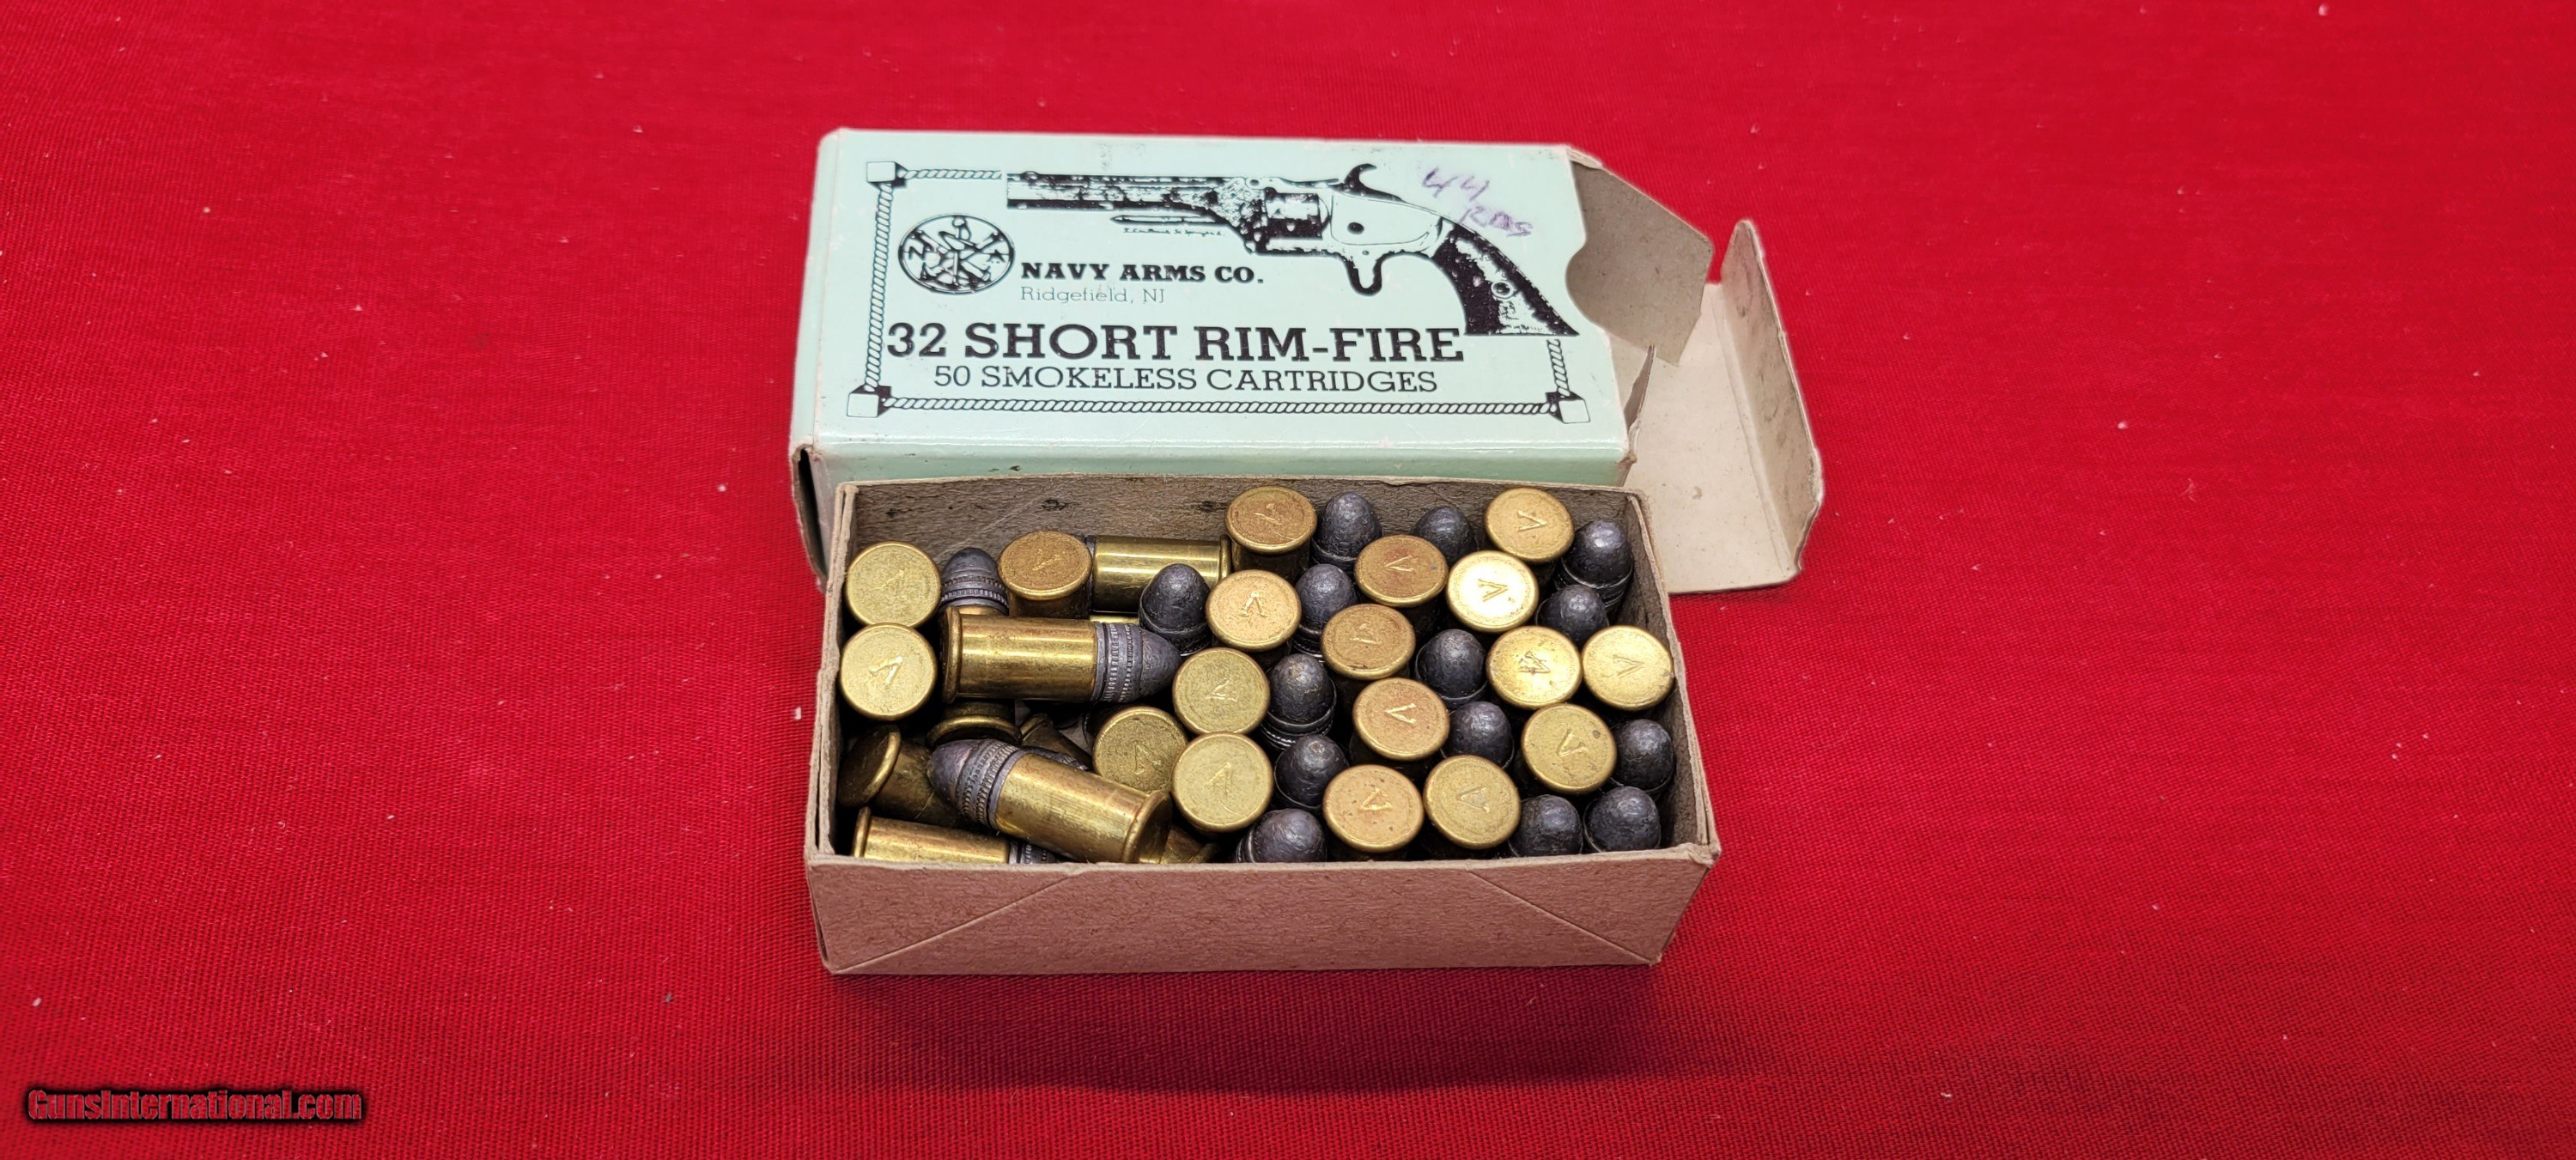 44
RDS
NAVY ARMS CO.
Ridgefield, NJ
32 SHORT RIM-FIRE
50 SMOKELESS CARTRIDGES
V
GunsInternational.com